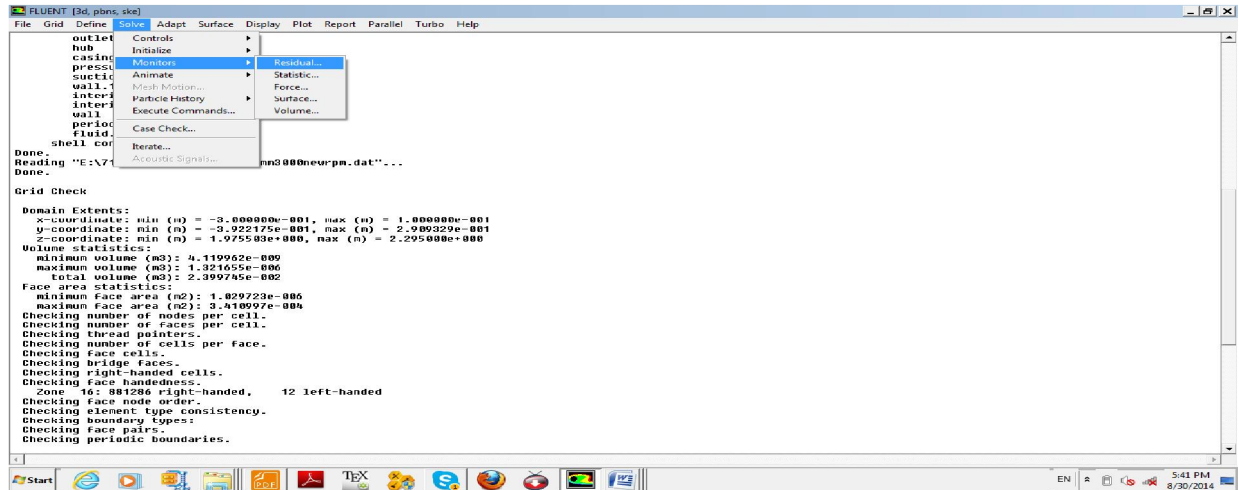 FLUENT [3d, pbns, ske]
File Grid Define Solve Adapt Surface Display Plot Report Parallel Turbo Help
outlet
hub
casing
pressu
suctio
wall.1
interi
interi
wall
period
fluid.
shell con
Controls
Initialize
Monitors
Animate
Mesh Motion...
Particle History
Execute Commands...
Case Check...
Iterate...
Acoustic Signals...
Residual...
Statistic...
Force...
Surface...
Volume...
Done.
Reading "E:\71 mm3000newrpm.dat"...
Done.
Grid Check
Domain Extents:
x-coordinate: min (m) = -3.000000e-001, max (m) = 1.000000e-001
y-coordinate: min (m) = -3.922175e-001, max (m) = 2.909329e-001
z-coordinate: min (m) = 1.975503e+000, max (m) = 2.295000e+000
Volume statistics:
minimum volume (m3): 4.119962e-009
maximum volume (m3): 1.321655e-006
total volume (m3): 2.399745e-002
Face area statistics:
minimum face area (m2): 1.029723e-006
maximum face area (m2): 3.410997e-004
Checking number of nodes per cell.
Checking number of faces per cell.
Checking thread pointers.
Checking number of cells per face.
Checking face cells.
Checking bridge faces.
Checking right-handed cells.
Checking face handedness.
Zone 16: 881286 right-handed, 12 left-handed
Checking face node order.
Checking element type consistency.
Checking boundary types:
Checking face pairs.
Checking periodic boundaries.
Start
PDF
TEX
EN
5:41 PM
8/30/2014